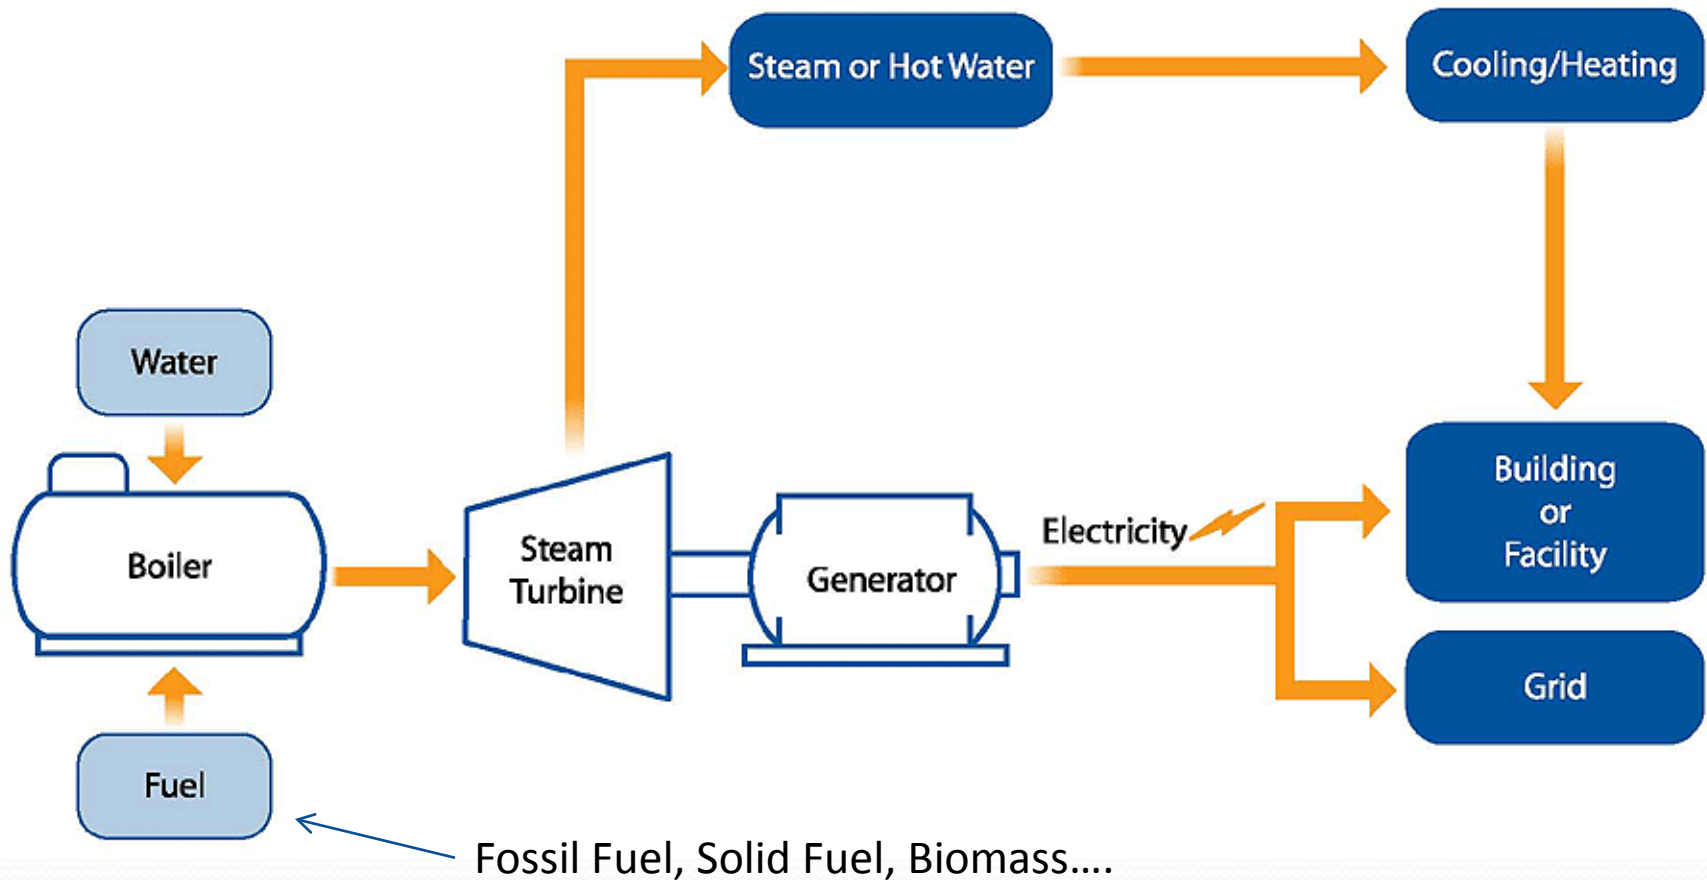 Steam or Hot Water
Cooling/Heating
Water
Boiler
Steam
Turbine
Generator
Electricity
Building
or
Facility
Grid
Fuel
Fossil Fuel, Solid Fuel, Biomass....